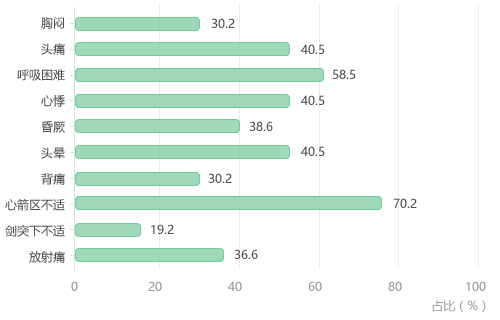 胸闷 30.2
头痛 40.5
呼吸困难 58.5
心悸 40.5
昏厥 38.6
头晕 40.5
背痛 30.2
心箭区不适 70.2
剑突下不适 19.2
放射痛 36.6
0 20 40 60 80 100
占比 ( % )